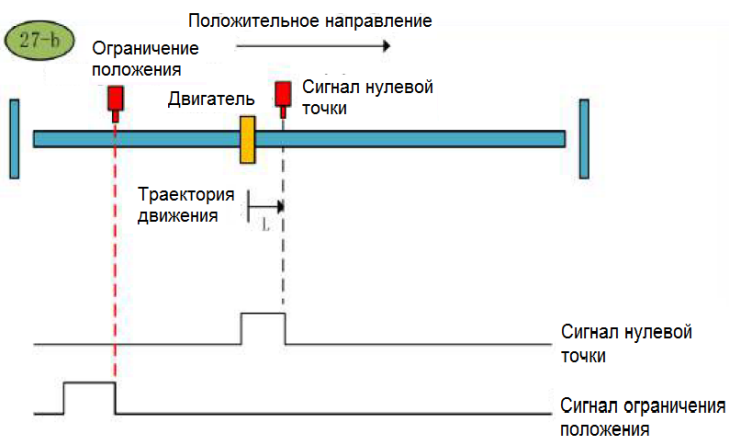 27-b
Положительное направление
Ограничение
положения
Двигатель
Сигнал нулевой
точки
Траектория
движения
L
Сигнал нулевой
точки
Сигнал ограничения
положения